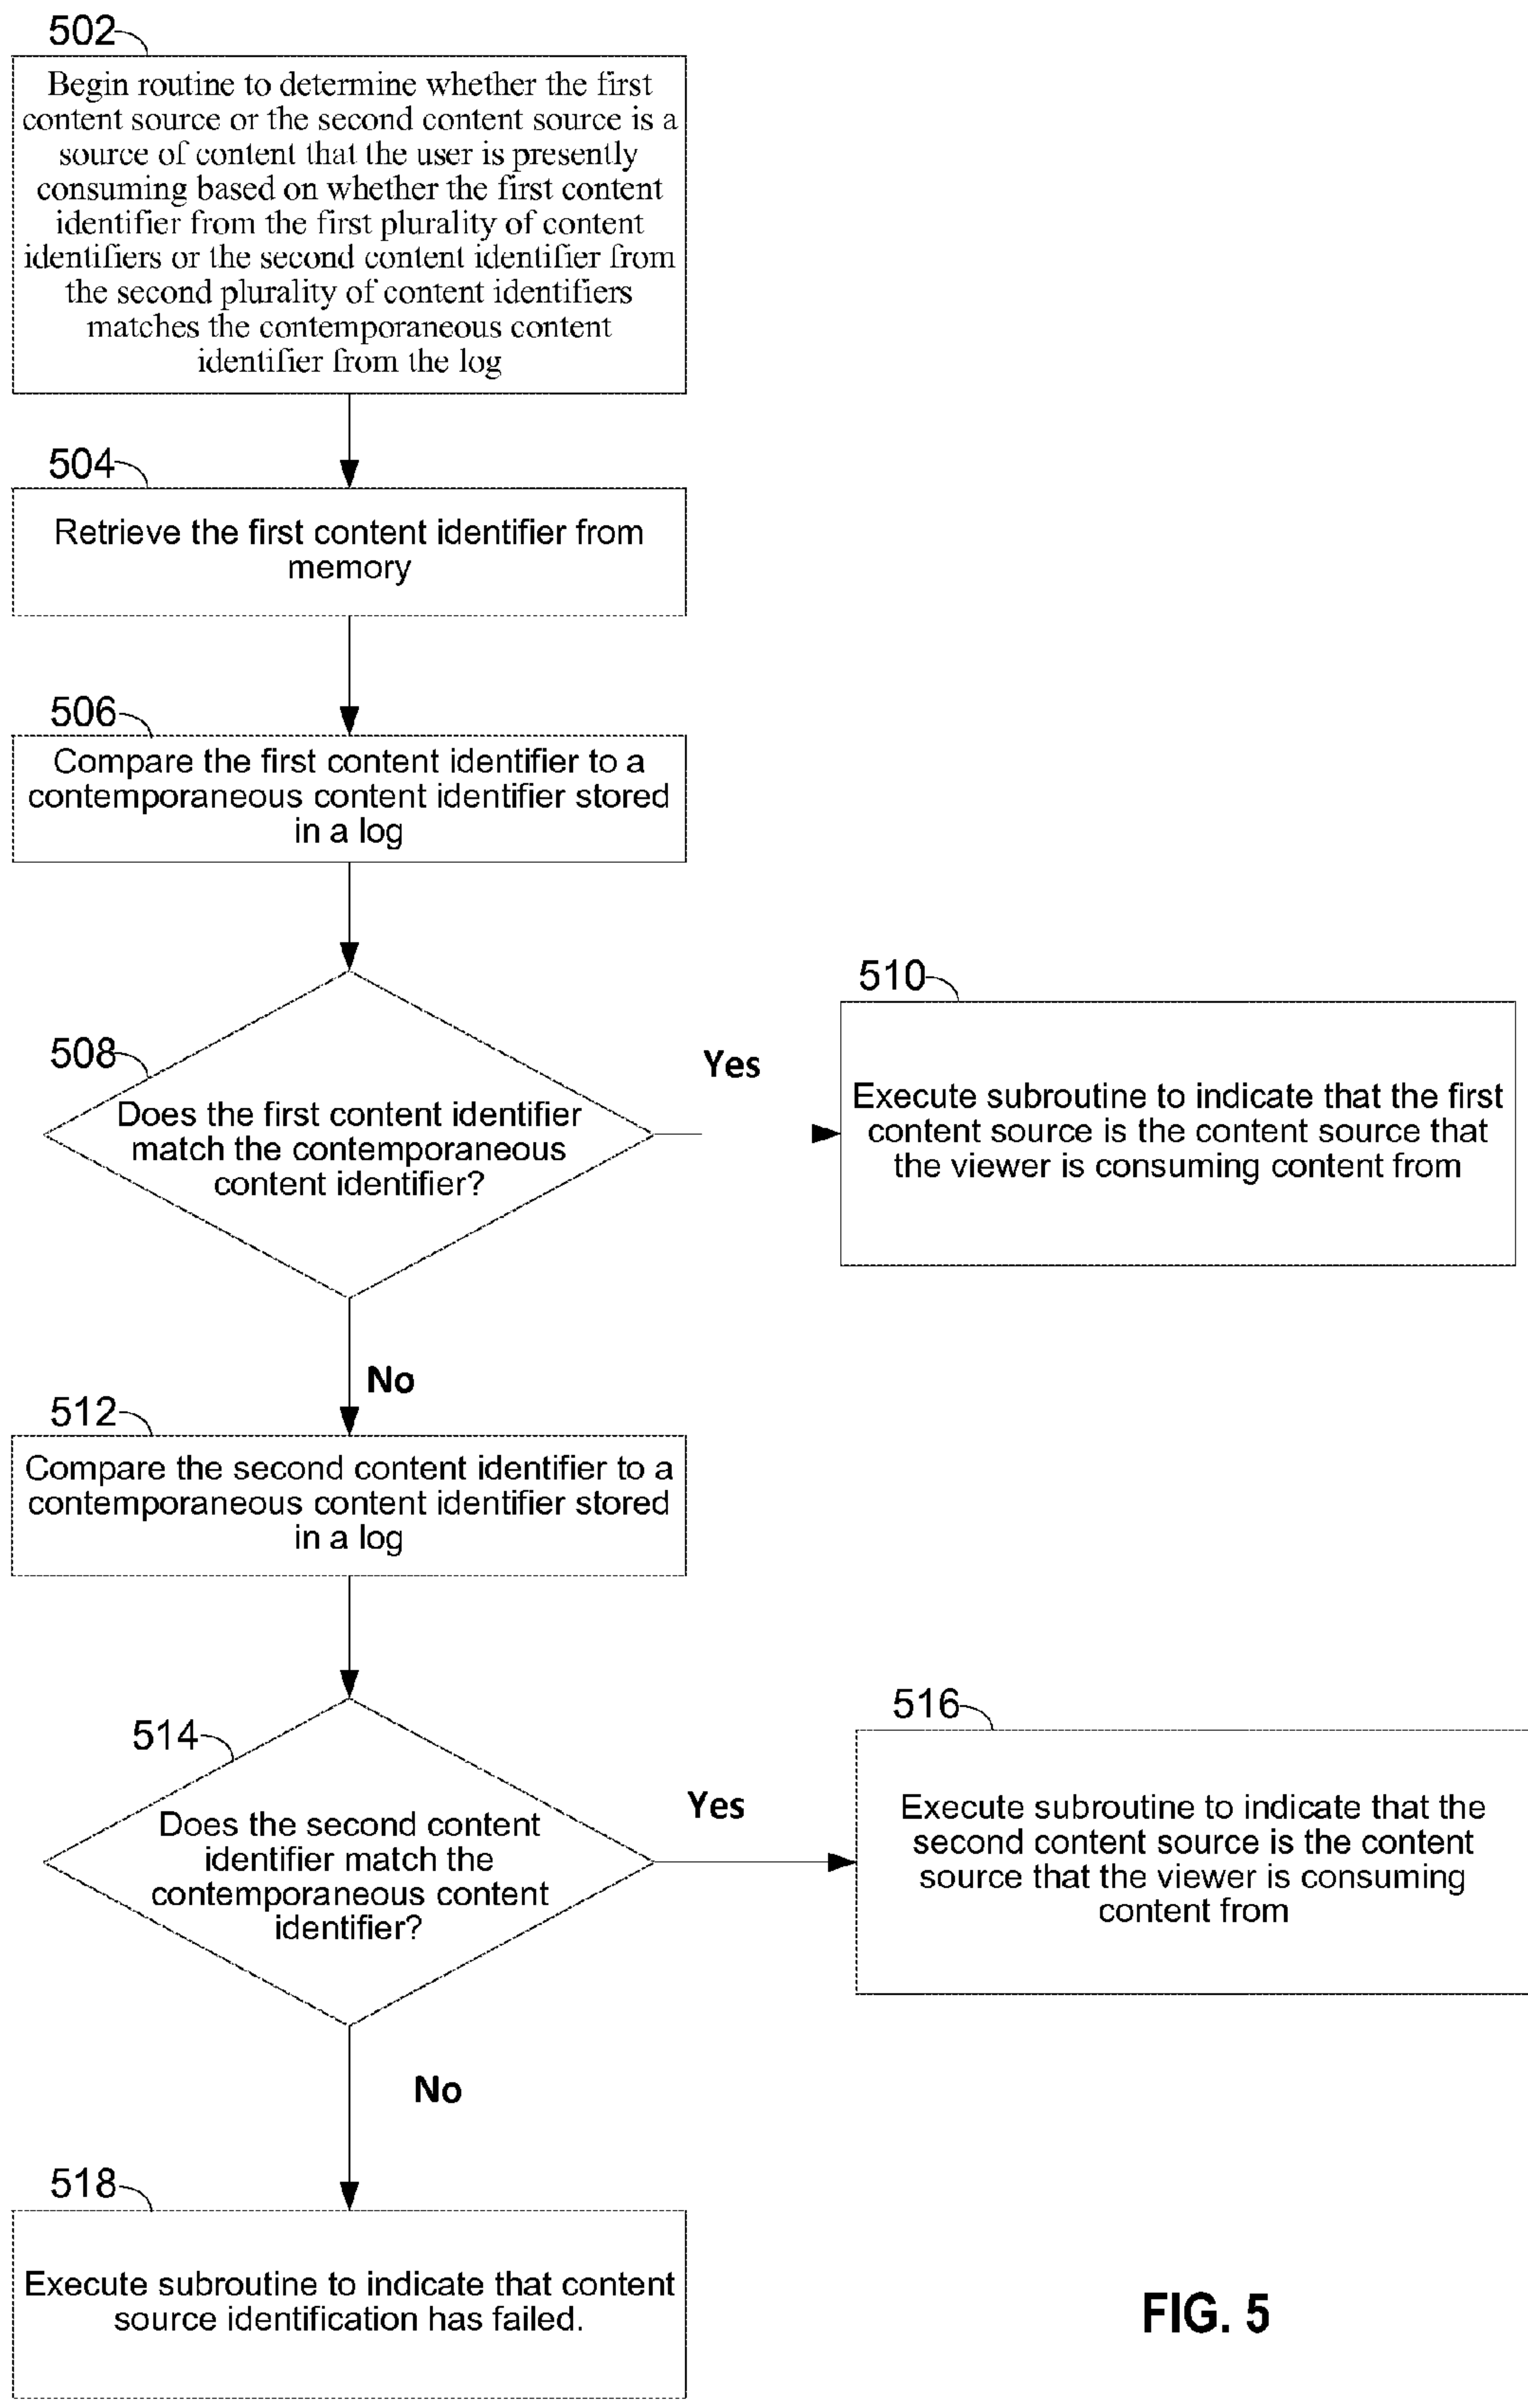 502
Begin routine to determine whether the first
content source or the second content source is a
source of content that the user is presently
consuming based on whether the first content
identifier from the first plurality of content
identifiers or the second content identifier from
the second plurality of content identifiers
matches the contemporaneous content
identifier from the log
504
Retrieve the first content identifier from
memory
506
Compare the first content identifier to a
contemporaneous content identifier stored
in a log
508
Does the first content identifier
match the contemporaneous
content identifier?
Yes
510
Execute subroutine to indicate that the first
content source is the content source that
the viewer is consuming content from
No
512
Compare the second content identifier to a
contemporaneous content identifier stored
in a log
514
Does the second content
identifier match the
contemporaneous content
identifier?
Yes
516
Execute subroutine to indicate that the
second content source is the content
source that the viewer is consuming
content from
No
518
Execute subroutine to indicate that content
source identification has failed.
FIG. 5